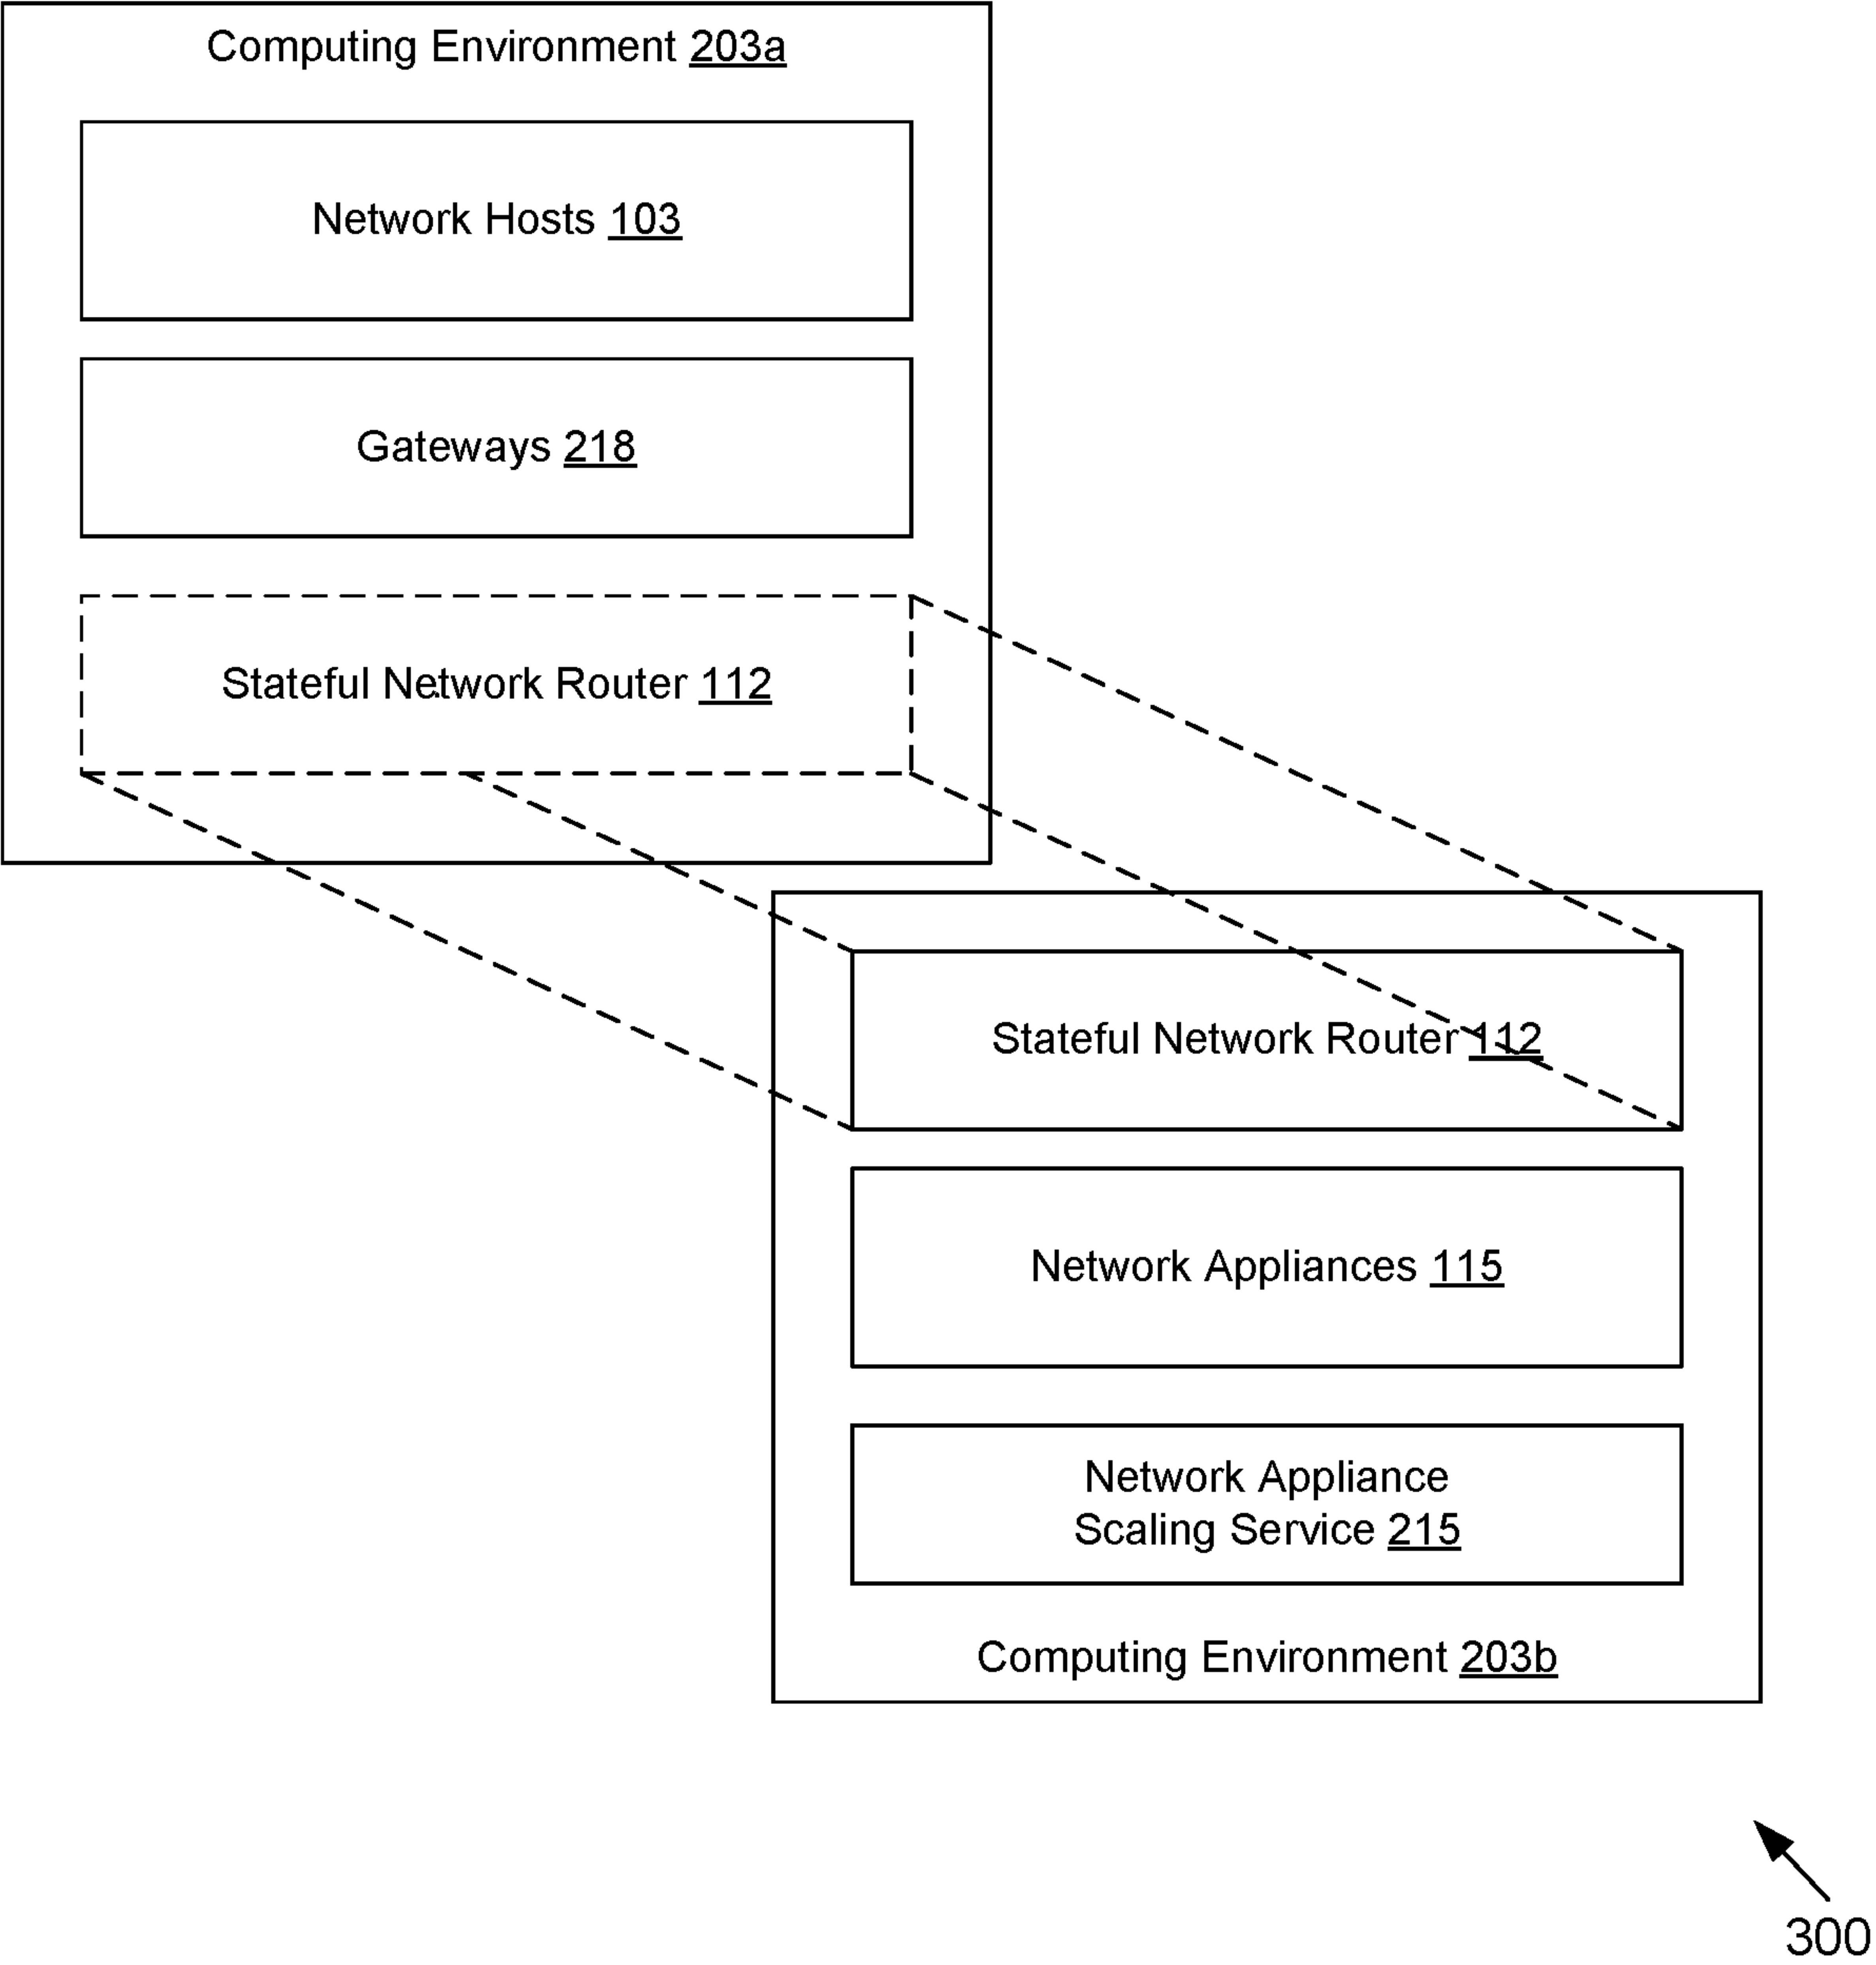 Computing Environment 203a
Network Hosts 103
Gateways 218
Stateful Network Router 112
Stateful Network Router 112
Network Appliances 115
Network Appliance
Scaling Service 215
Computing Environment 203b
300